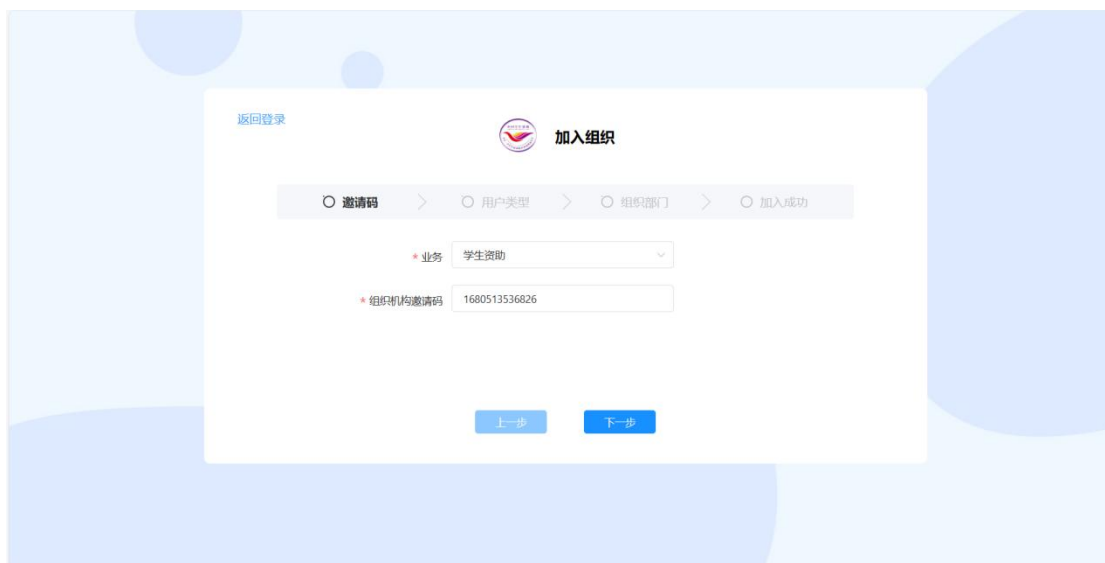 返回登录
加入组织
邀请码
用户类型
组织部门
加入成功
* 业务 学生资助
* 组织机构邀请码 1680513536826
上一步 下一步